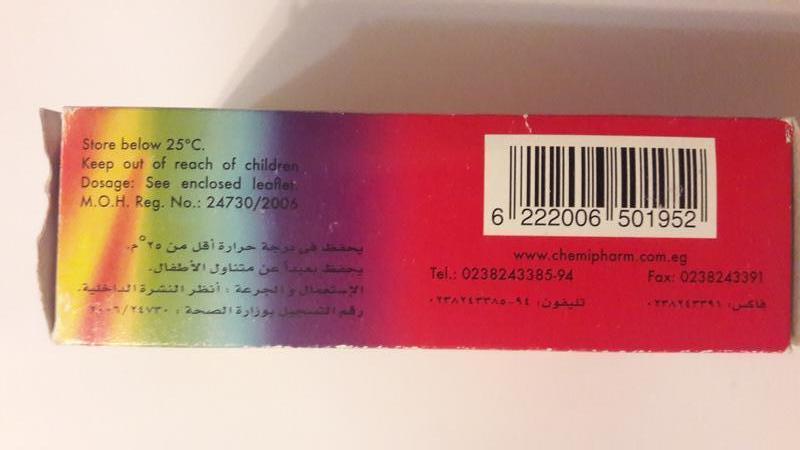 Store below 25°C.
Keep out of reach of children
Dosage: See enclosed leaflet.
M.O.H. Reg. No.: 24730/2006
يحفظ فى درجة حرارة أقل من ٢٥°م.
يحفظ بعيداً عن متناول الأطفال.
الإستعمال و الجرعة : أنظر النشرة الداخلية.
رقم التسجيل بوزارة الصحة : ٢٠٠٦/٢٤٧٣٠
6 222006 501952
www.chemipharm.com.eg
Tel.: 0238243385-94 Fax: 0238243391
تليفون: ٩٤-٠٢٣٨٢٤٣٣٨٥ فاكس: ٠٢٣٨٢٤٣٣٩١